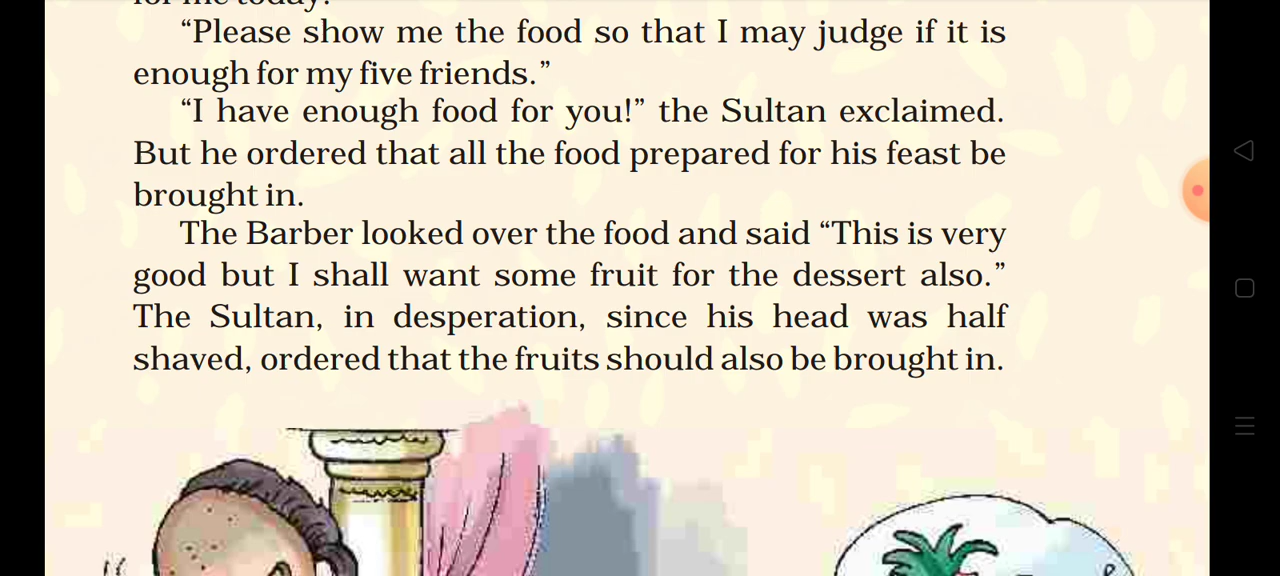 for me today.
“Please show me the food so that I may judge if it is
enough for my five friends.”
“I have enough food for you!” the Sultan exclaimed.
But he ordered that all the food prepared for his feast be
brought in.
The Barber looked over the food and said “This is very
good but I shall want some fruit for the dessert also.”
The Sultan, in desperation, since his head was half
shaved, ordered that the fruits should also be brought in.